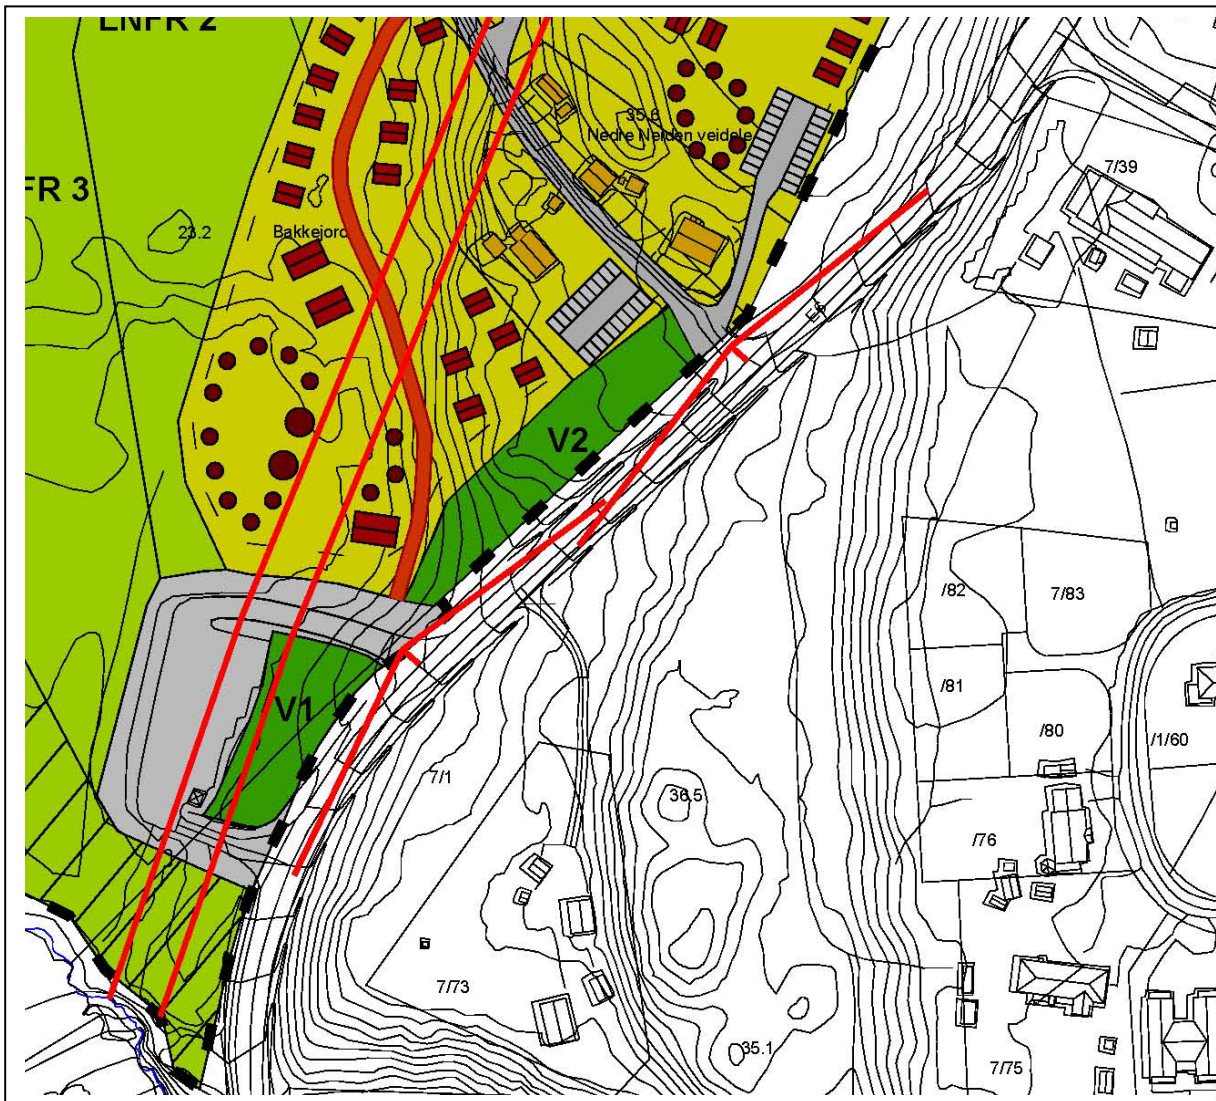 LNFR 2
35.6
Nedre Neiden veidele
7/39
FR 3
23.2
Bakkejord
V2
/82
7/83
/81
V1
/80
/1/60
7/1
36.5
/76
7/73
35.1
7/75